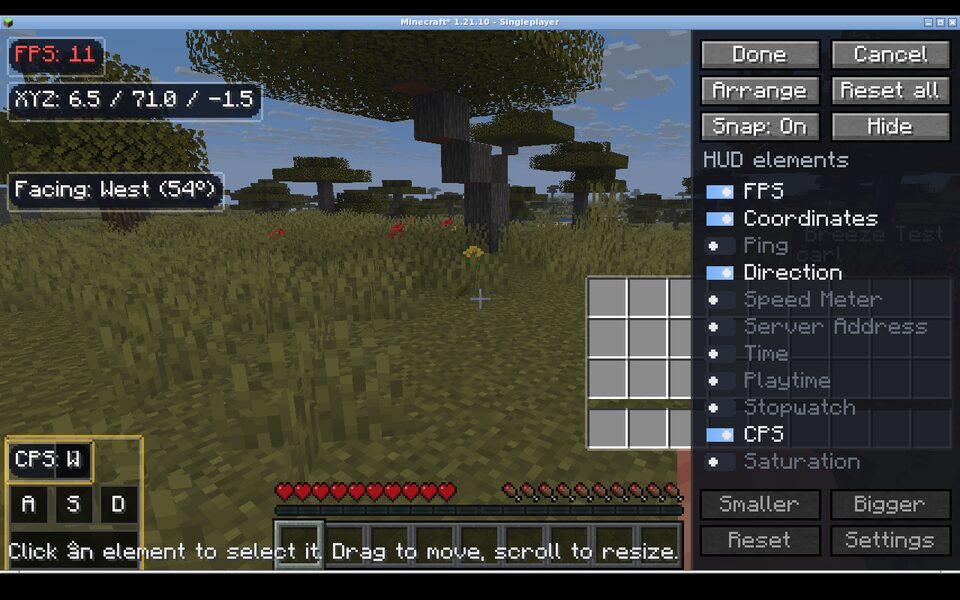 Minecraft* 1.21.10 - Singleplayer
FPS: 11
XYZ: 6.5 / 71.0 / -1.5
Facing: West (54°)
CPS W
A S D
Click an element to select it. Drag to move, scroll to resize.
Done Cancel
Arrange Reset all
Snap: On Hide
HUD elements
FPS
Coordinates
Ping
Direction
Speed Meter
Server Address
Time
Playtime
Stopwatch
CPS
Saturation
Breeze Test
Smaller Bigger
Reset Settings